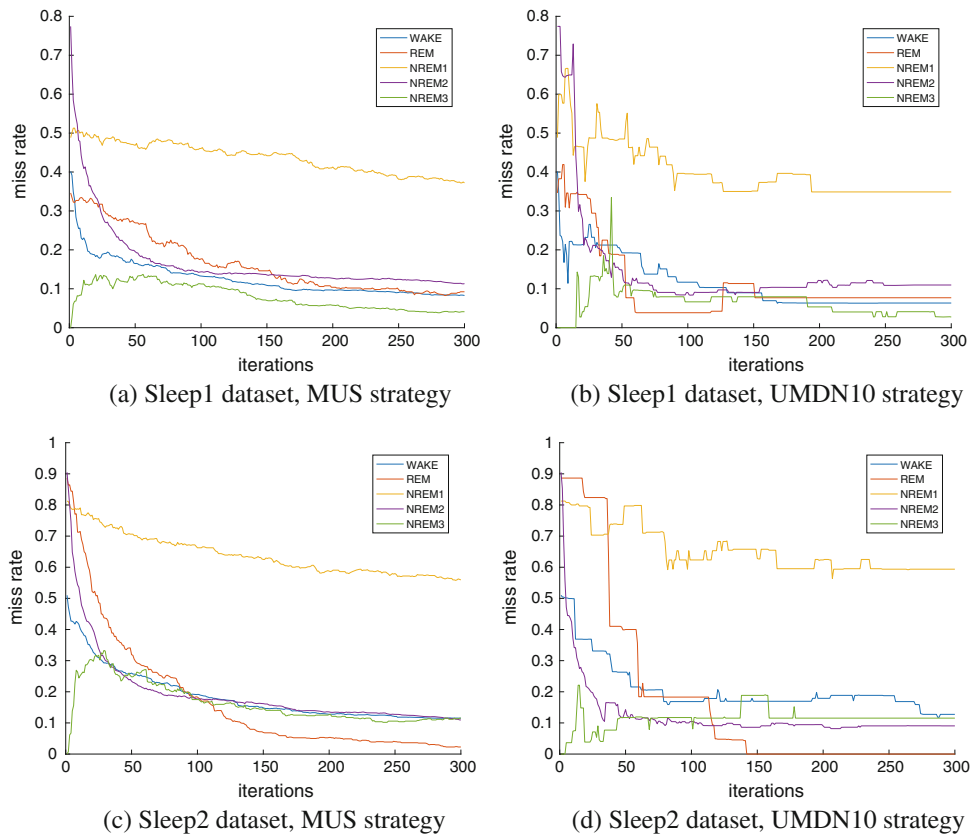 0.8
0.7
0.6
0.5
0.4
0.3
0.2
0.1
0
miss rate
WAKE
REM
NREM1
NREM2
NREM3
0 50 100 150 200 250 300
iterations
(a) Sleep1 dataset, MUS strategy
0.8
0.7
0.6
0.5
0.4
0.3
0.2
0.1
0
miss rate
WAKE
REM
NREM1
NREM2
NREM3
0 50 100 150 200 250 300
iterations
(b) Sleep1 dataset, UMDN10 strategy
1
0.9
0.8
0.7
0.6
0.5
0.4
0.3
0.2
0.1
0
miss rate
WAKE
REM
NREM1
NREM2
NREM3
0 50 100 150 200 250 300
iterations
(c) Sleep2 dataset, MUS strategy
1
0.9
0.8
0.7
0.6
0.5
0.4
0.3
0.2
0.1
0
miss rate
WAKE
REM
NREM1
NREM2
NREM3
0 50 100 150 200 250 300
iterations
(d) Sleep2 dataset, UMDN10 strategy